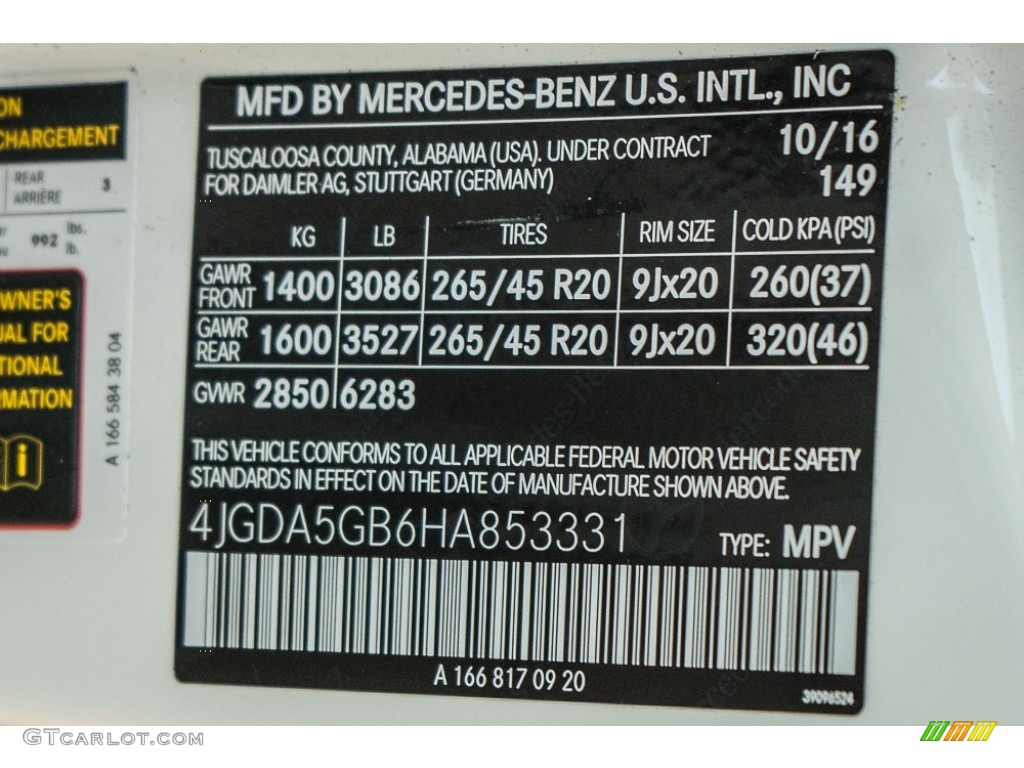 ON
CHARGEMENT
REAR 3
ARRIÈRE
992 lbs.
lb.
OWNER'S
UAL FOR
TIONAL
RMATION
i
A 166 584 38 04
MFD BY MERCEDES-BENZ U.S. INTL., INC
TUSCALOOSA COUNTY, ALABAMA (USA). UNDER CONTRACT 10/16
FOR DAIMLER AG, STUTTGART (GERMANY) 149
KG LB TIRES RIM SIZE COLD KPA (PSI)
GAWR FRONT 1400 3086 265/45 R20 9Jx20 260(37)
GAWR REAR 1600 3527 265/45 R20 9Jx20 320(46)
GVWR 2850 6283
THIS VEHICLE CONFORMS TO ALL APPLICABLE FEDERAL MOTOR VEHICLE SAFETY
STANDARDS IN EFFECT ON THE DATE OF MANUFACTURE SHOWN ABOVE.
4JGDA5GB6HA853331 TYPE: MPV
A 166 817 09 20
39096524
GTCARLOT.COM